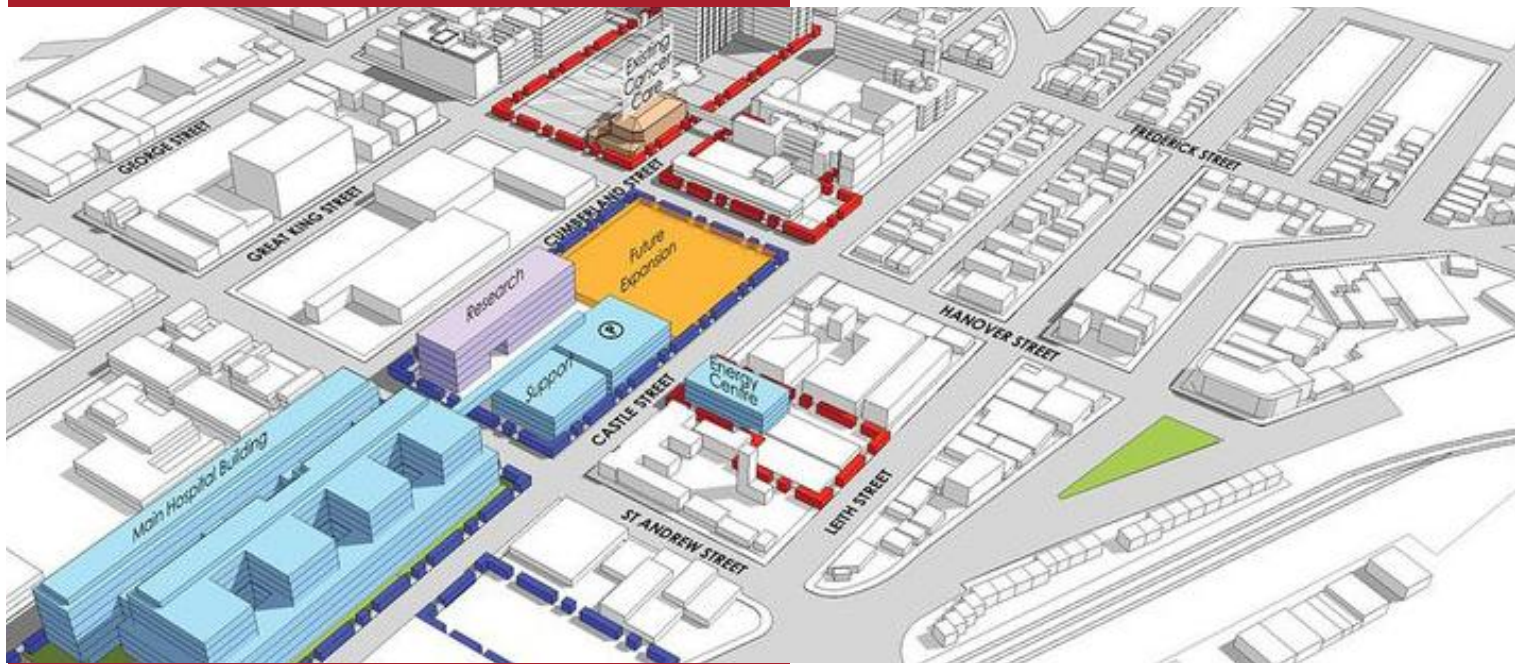 Existing
Cancer
Care
GEORGE STREET
FREDERICK STREET
GREAT KING STREET
CUMBERLAND STREET
Future
Expansion
Research
HANOVER STREET
P
Support
Energy
Centre
CASTLE STREET
Main Hospital Building
LEITH STREET
ST ANDREW STREET